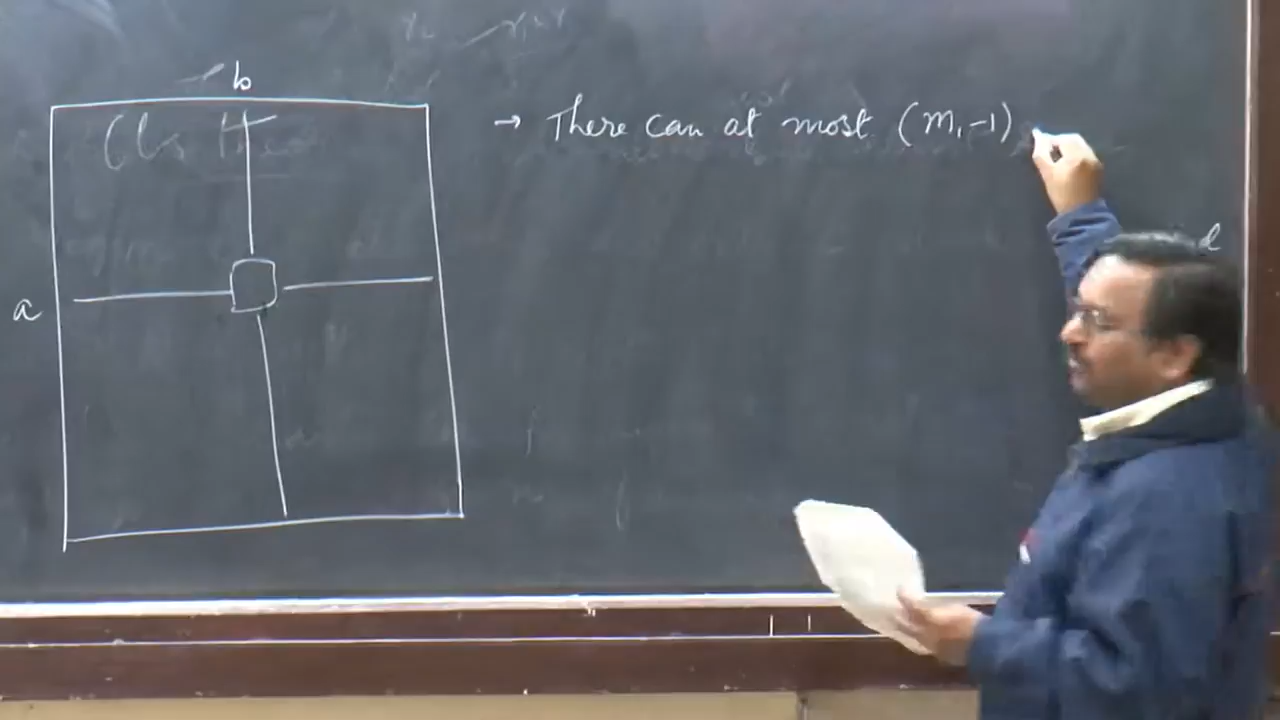 b
→ There can at most (m₁-1)
a